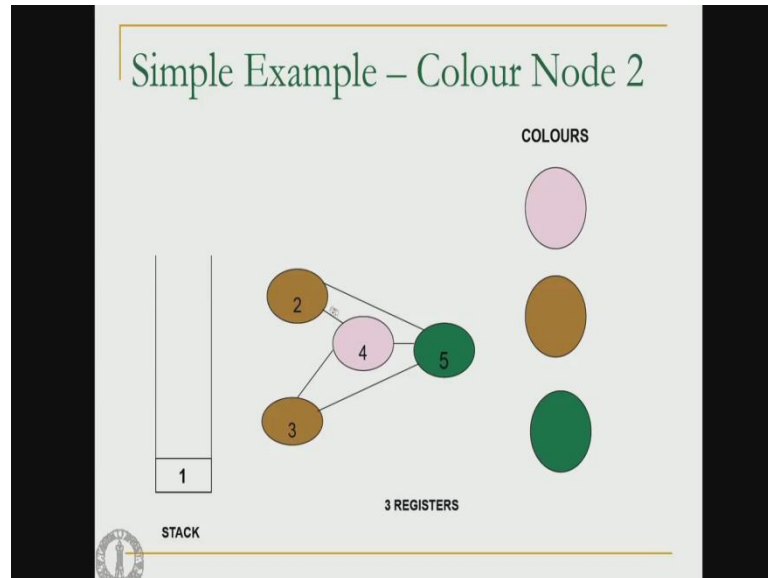 Simple Example – Colour Node 2
COLOURS
2
4
5
3
1
3 REGISTERS
STACK